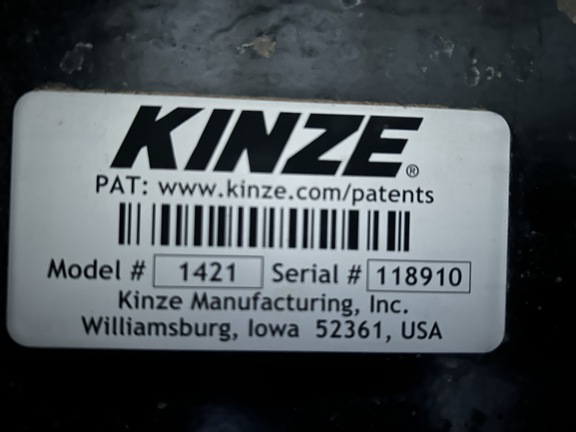 KINZE®
PAT: www.kinze.com/patents
Model # 1421 Serial # 118910
Kinze Manufacturing, Inc.
Williamsburg, Iowa 52361, USA